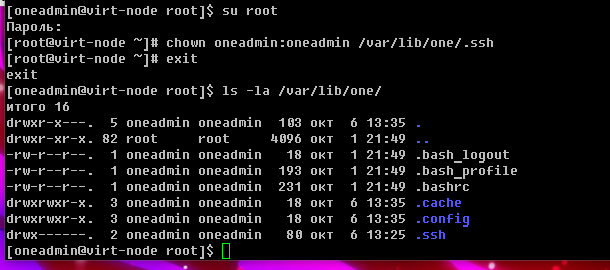 [oneadmin@virt-node root]$ su root
Пароль:
[root@virt-node ~]# chown oneadmin:oneadmin /var/lib/one/.ssh
[root@virt-node ~]# exit
exit
[oneadmin@virt-node root]$ ls -la /var/lib/one/
итого 16
drwxr-x---.  5 oneadmin oneadmin  103 окт  6 13:35 .
drwxr-xr-x. 82 root     root     4096 окт  1 21:49 ..
-rw-r--r--.  1 oneadmin oneadmin   18 окт  1 21:49 .bash_logout
-rw-r--r--.  1 oneadmin oneadmin  193 окт  1 21:49 .bash_profile
-rw-r--r--.  1 oneadmin oneadmin  231 окт  1 21:49 .bashrc
drwxrwxr-x.  3 oneadmin oneadmin   18 окт  6 13:35 .cache
drwxrwxr-x.  3 oneadmin oneadmin   18 окт  6 13:35 .config
drwx------.  2 oneadmin oneadmin   80 окт  6 13:25 .ssh
[oneadmin@virt-node root]$